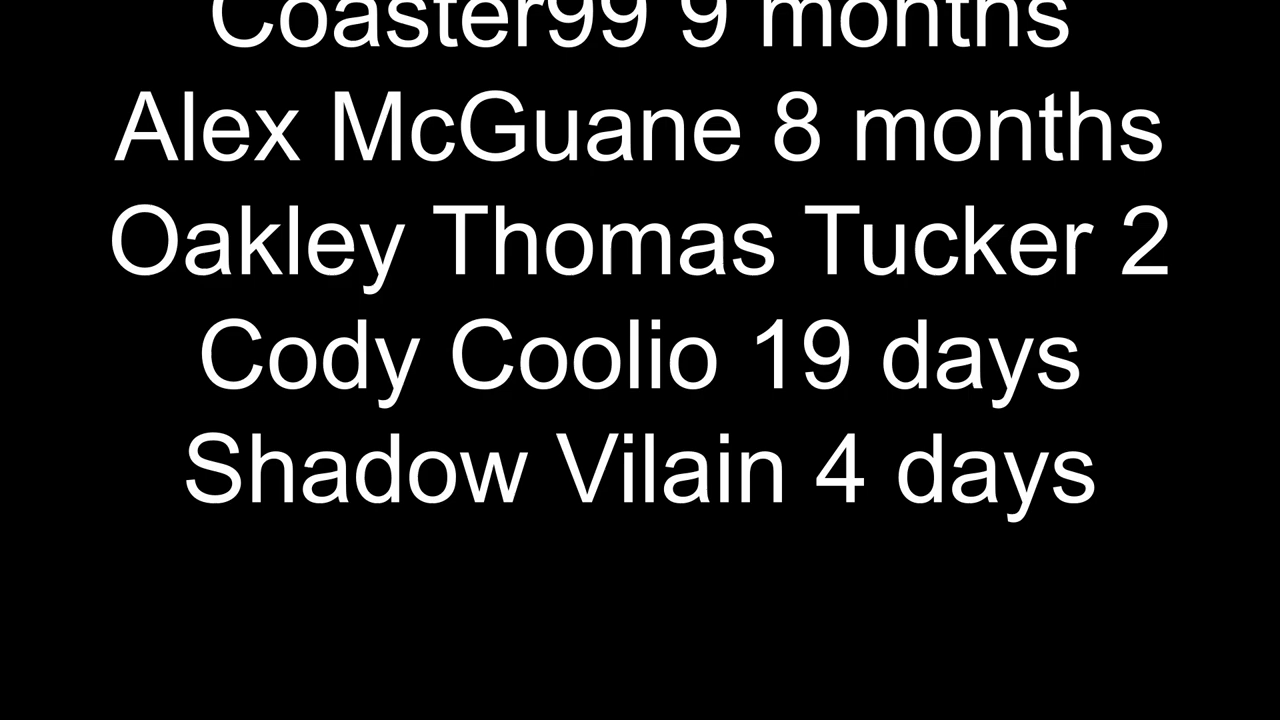 Coaster99 9 months
Alex McGuane 8 months
Oakley Thomas Tucker 2
Cody Coolio 19 days
Shadow Vilain 4 days